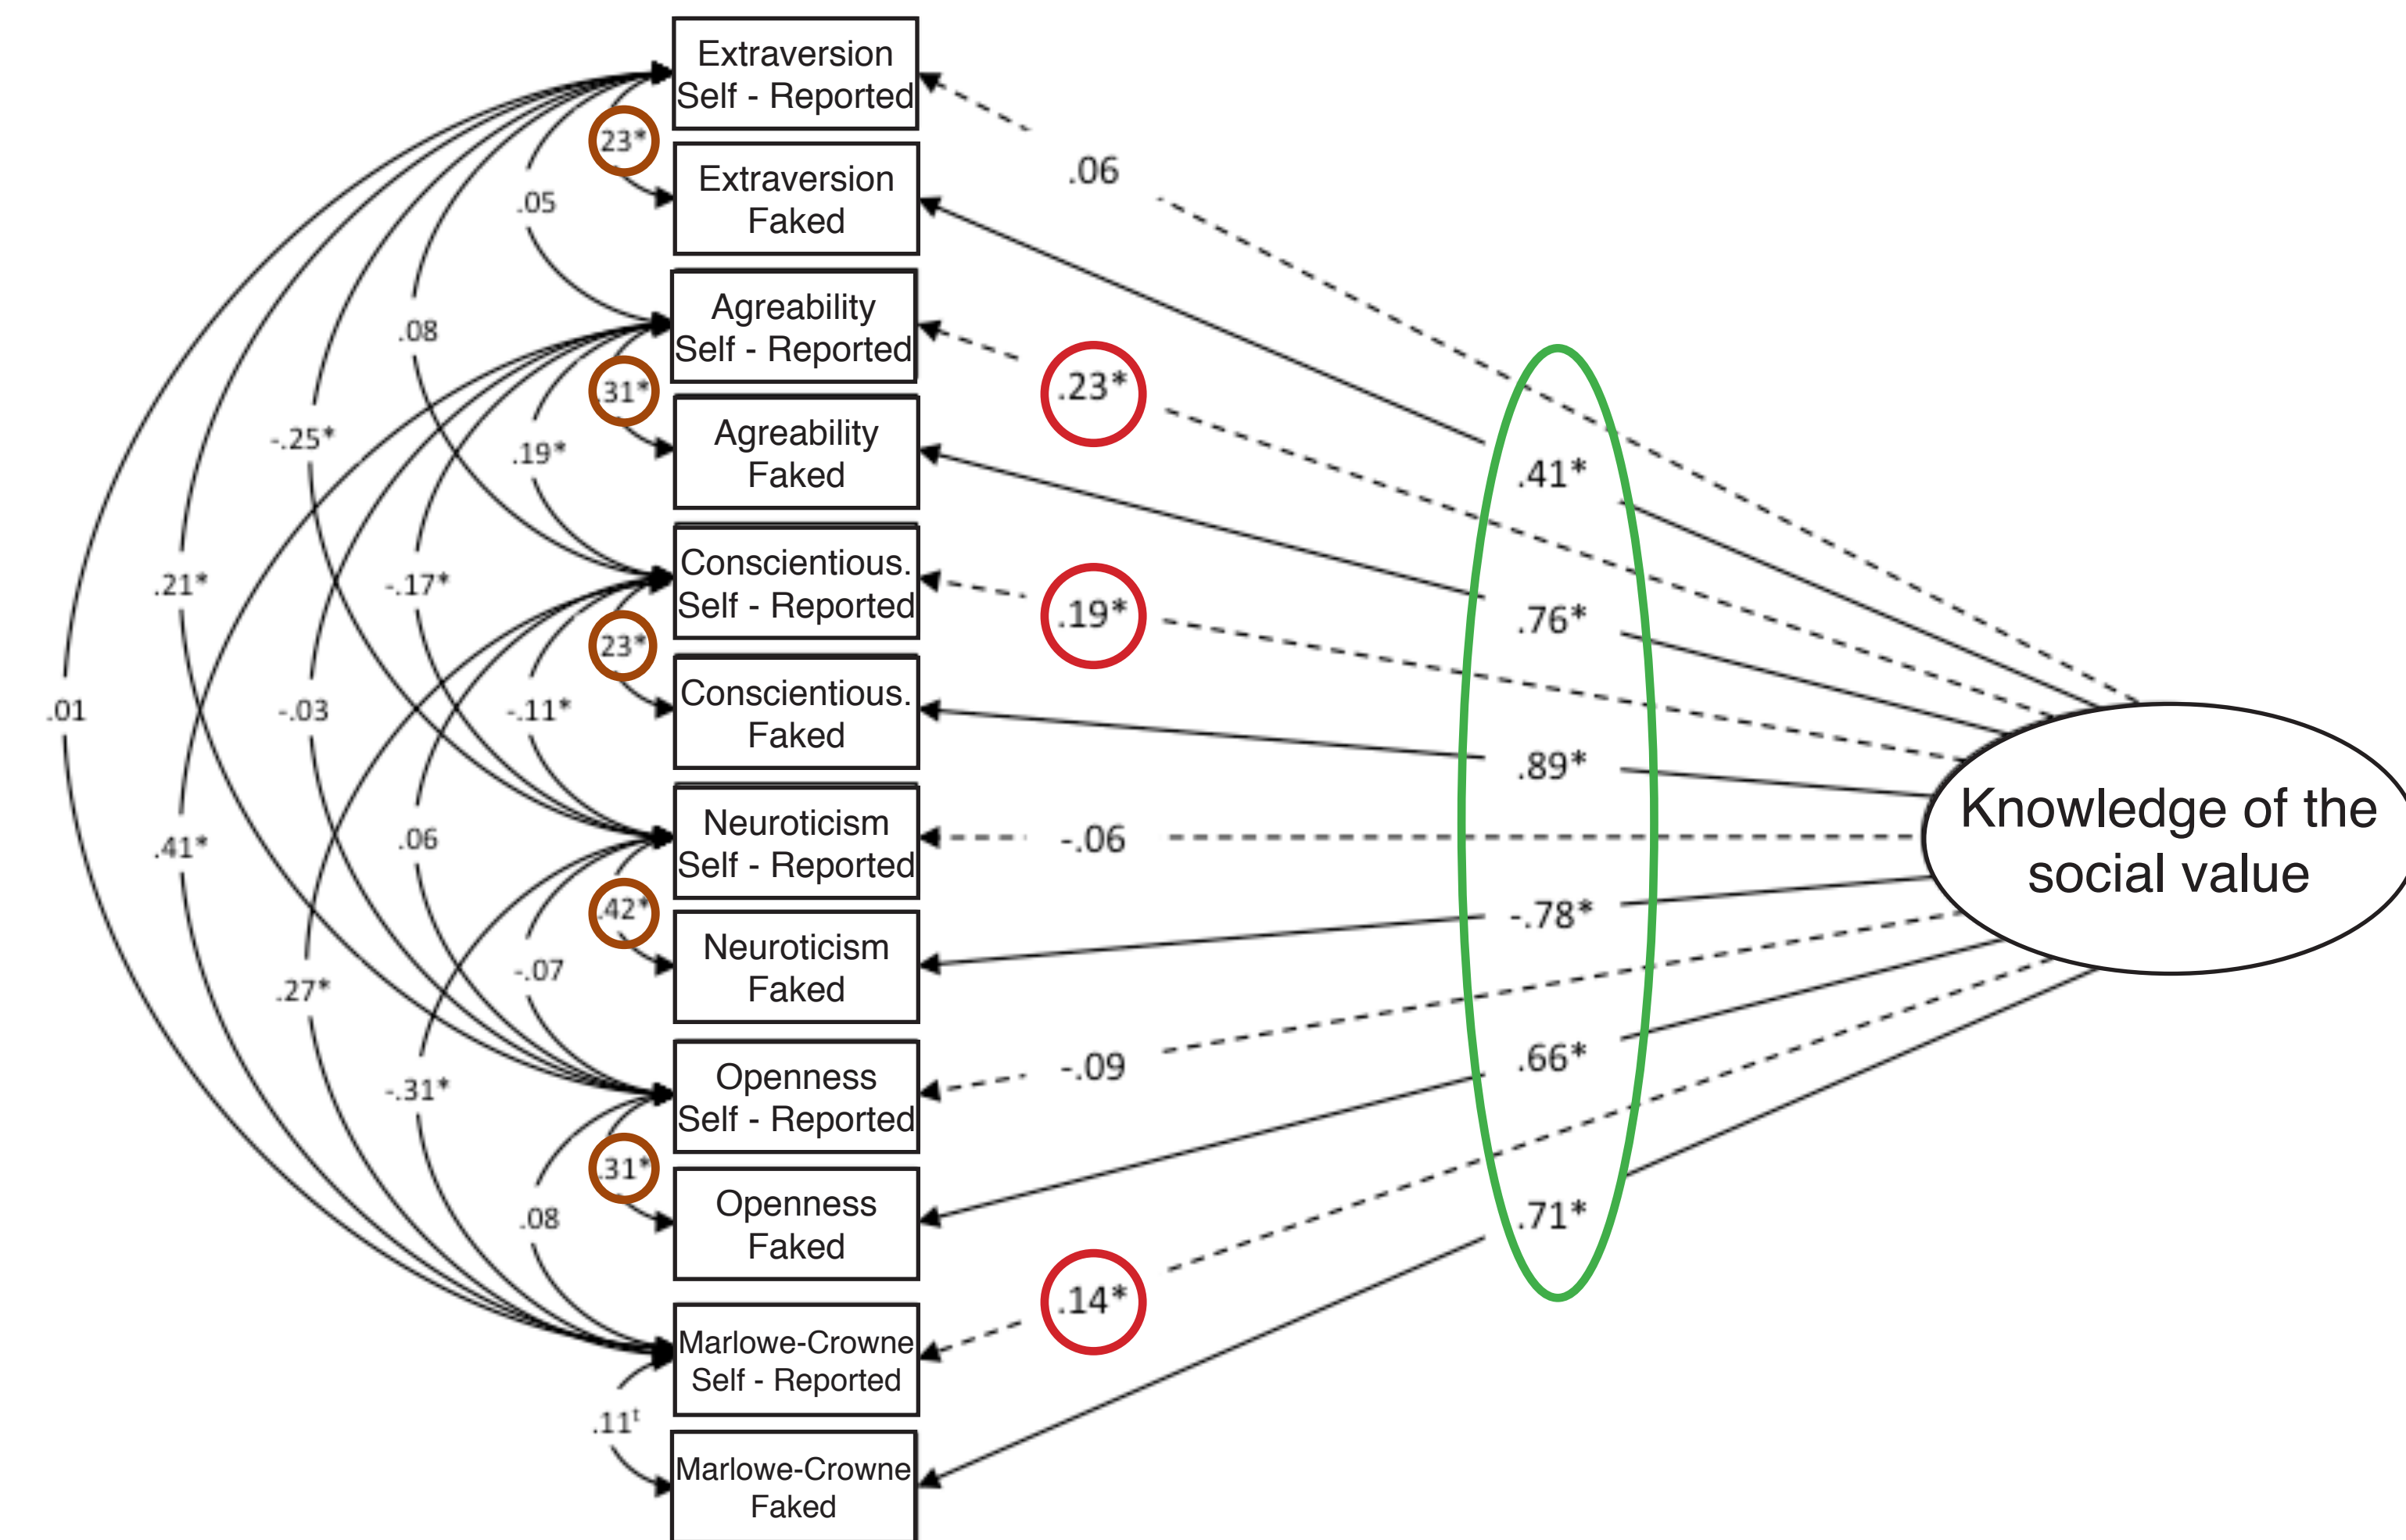 Extraversion
Self - Reported
23*
Extraversion
Faked
.05
.06
Agreability
Self - Reported
.08
.31*
.23*
Agreability
Faked
-.25*
.19*
.41*
Conscientious.
Self - Reported
.21*
-.17*
.19*
.76*
23*
Conscientious.
Faked
.01
-.03
-.11*
.89*
Neuroticism
Self - Reported
.41*
.06
-.06
Knowledge of the
social value
.42*
-.78*
Neuroticism
Faked
.27*
-.07
Openness
Self - Reported
-.31*
-.09
.66*
.31*
Openness
Faked
.08
.71*
Marlowe-Crowne
Self - Reported
.14*
.11t
Marlowe-Crowne
Faked